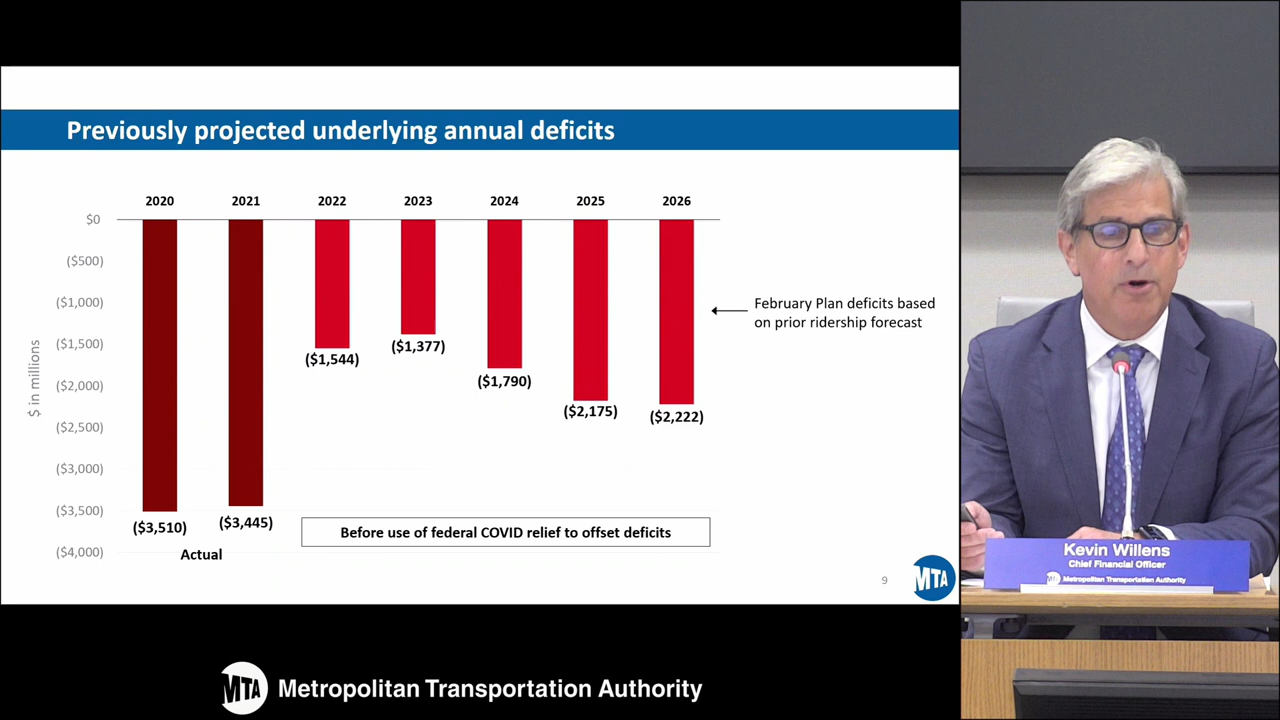 Previously projected underlying annual deficits
2020 2021 2022 2023 2024 2025 2026
$0
($500)
($1,000)
($1,500)
($2,000)
($2,500)
($3,000)
($3,500)
($4,000)
$ in millions
($1,544)
($1,377)
($1,790)
($2,175)
($2,222)
($3,510)
($3,445)
Actual
February Plan deficits based
on prior ridership forecast
Before use of federal COVID relief to offset deficits
9
MTA
Kevin Willens
Chief Financial Officer
MTA Metropolitan Transportation Authority
MTA Metropolitan Transportation Authority